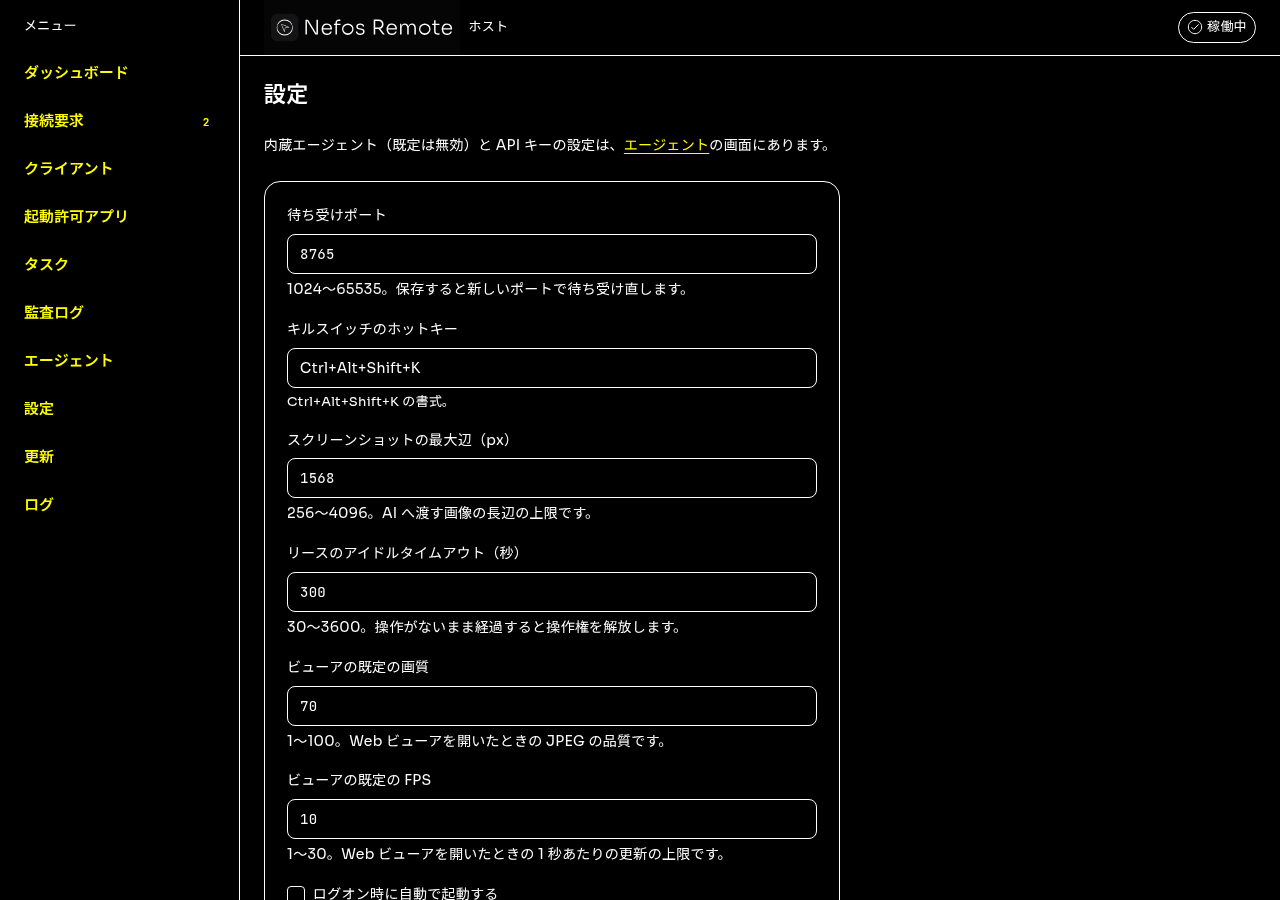 メニュー
ダッシュボード
接続要求 2
クライアント
起動許可アプリ
タスク
監査ログ
エージェント
設定
更新
ログ
Nefos Remote ホスト
稼働中
設定
内蔵エージェント（既定は無効）と API キーの設定は、エージェントの画面にあります。
待ち受けポート
8765
1024〜65535。保存すると新しいポートで待ち受け直します。
キルスイッチのホットキー
Ctrl+Alt+Shift+K
Ctrl+Alt+Shift+K の書式。
スクリーンショットの最大辺（px）
1568
256〜4096。AI へ渡す画像の長辺の上限です。
リースのアイドルタイムアウト（秒）
300
30〜3600。操作がないまま経過すると操作権を解放します。
ビューアの既定の画質
70
1〜100。Web ビューアを開いたときの JPEG の品質です。
ビューアの既定の FPS
10
1〜30。Web ビューアを開いたときの 1 秒あたりの更新の上限です。
ログオン時に自動で起動する